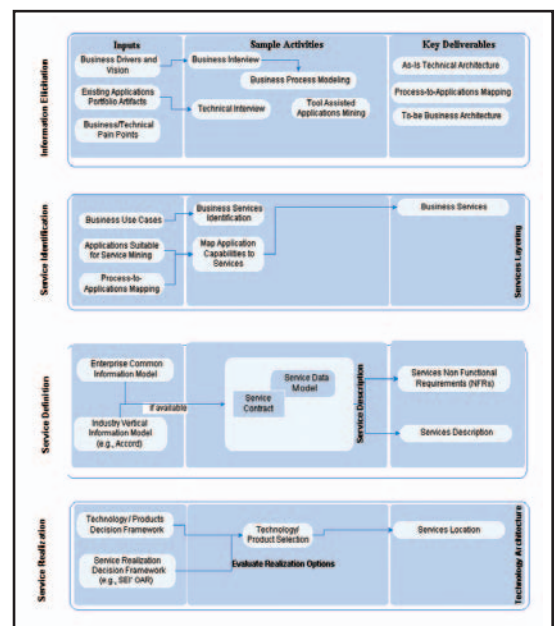 Inputs
Sample Activities
Key Deliverables
Information Elicitation
Business Drivers and
Vision
Existing Applications
Portfolio Artifacts
Business/Technical
Pain Points
Business Interview
Business Process Modeling
Technical Interview
Tool Assisted
Applications Mining
As-Is Technical Architecture
Process-to-Applications Mapping
To-be Business Architecture
Service Identification
Business Use Cases
Applications Suitable
for Service Mining
Process-to-
Applications Mapping
Business Services
Identification
Map Application
Capabilities to
Services
Business Services
Services Layering
Service Definition
Enterprise Common
Information Model
If available
Industry Vertical
Information Model
(e.g., Accord)
Service Data
Model
Service
Contract
Service Description
Services Non Functional
Requirements (NFRs)
Services Description
Service Realization
Technology / Products
Decision Framework
Service Realization
Decision Framework
(e.g., SEI' OAR)
Technology/
Product Selection
Evaluate Realization Options
Services Location
Technology Architecture